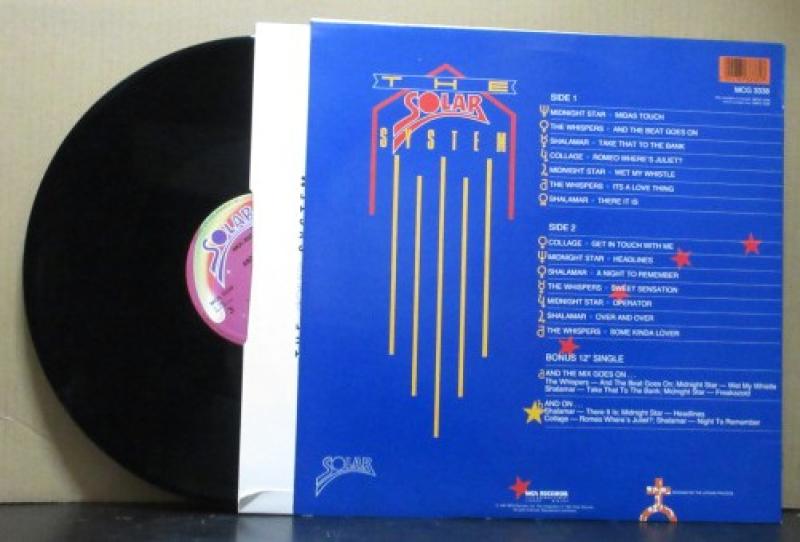 THE
SOLAR
SYSTEM
MCG 3338
SIDE 1
MIDNIGHT STAR · MIDAS TOUCH
THE WHISPERS · AND THE BEAT GOES ON
SHALAMAR · TAKE THAT TO THE BANK
COLLAGE · ROMEO WHERE'S JULIET?
MIDNIGHT STAR · WET MY WHISTLE
THE WHISPERS · ITS A LOVE THING
SHALAMAR · THERE IT IS
SIDE 2
COLLAGE · GET IN TOUCH WITH ME
MIDNIGHT STAR · HEADLINES
SHALAMAR · A NIGHT TO REMEMBER
THE WHISPERS · SWEET SENSATION
MIDNIGHT STAR · OPERATOR
SHALAMAR · OVER AND OVER
THE WHISPERS · SOME KINDA LOVER
BONUS 12" SINGLE
AND THE MIX GOES ON...
The Whispers — And The Beat Goes On; Midnight Star — Wet My Whistle
Shalamar — Take That To The Bank; Midnight Star — Freakazoid
AND ON...
Shalamar — There It Is; Midnight Star — Headlines
Collage — Romeo Where's Juliet?; Shalamar — Night To Remember
SOLAR
MCA RECORDS
SOLAR
THE SYSTEM